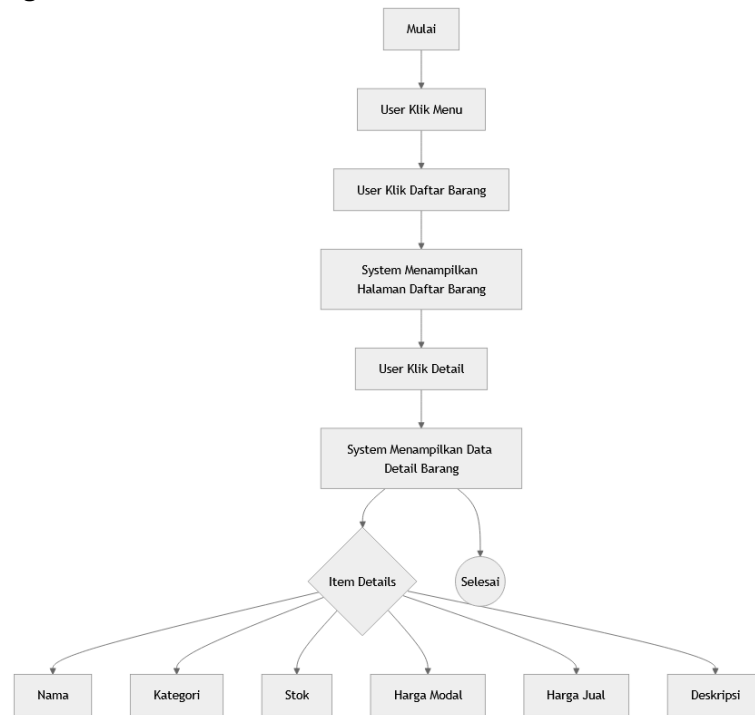 Mulai
User Klik Menu
User Klik Daftar Barang
System Menampilkan
Halaman Daftar Barang
User Klik Detail
System Menampilkan Data
Detail Barang
Item Details
Selesai
Nama
Kategori
Stok
Harga Modal
Harga Jual
Deskripsi